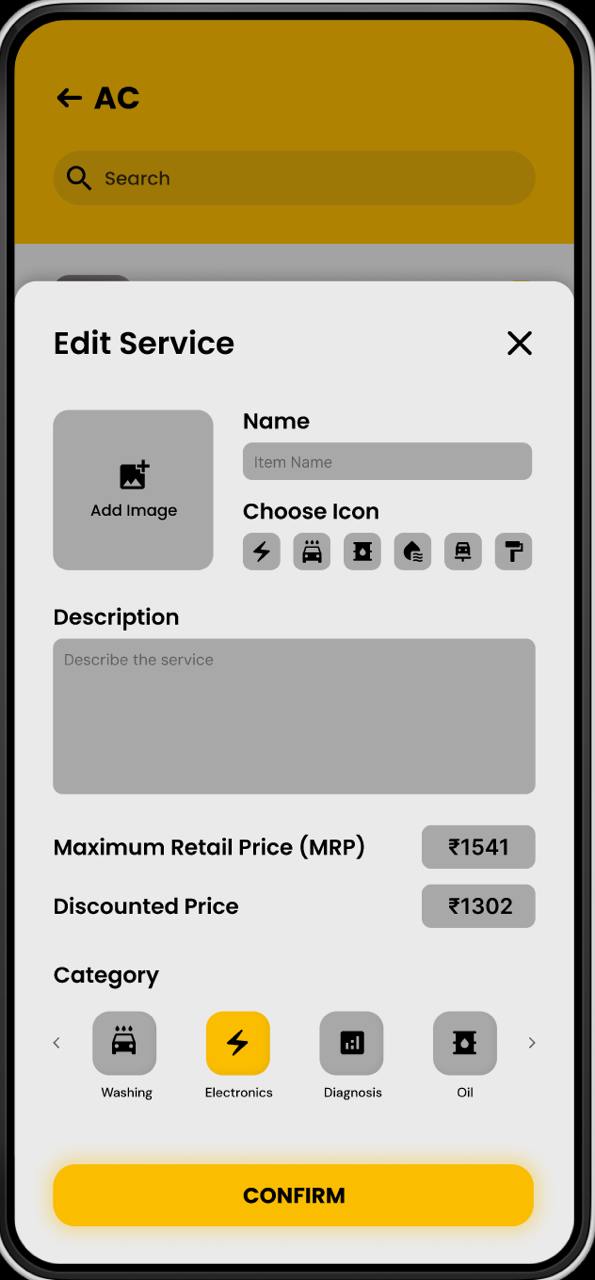 AC
Search
Edit Service
Name
Item Name
Add Image
Choose Icon
Description
Describe the service
Maximum Retail Price (MRP) ₹1541
Discounted Price ₹1302
Category
Washing Electronics Diagnosis Oil
CONFIRM